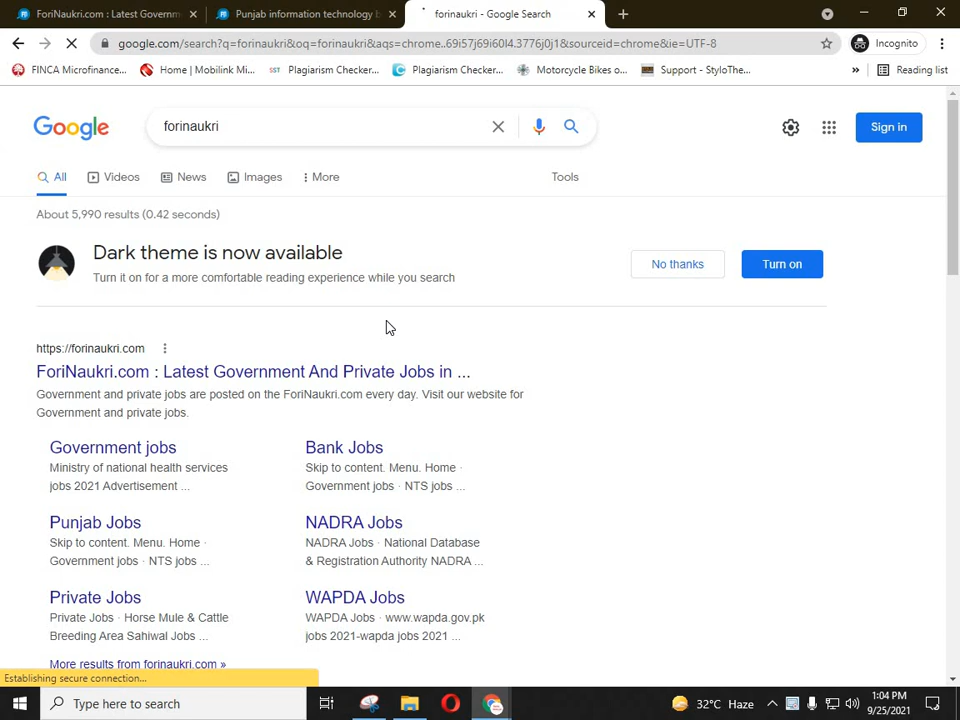 ForiNaukri.com : Latest Governm
Punjab information technology b
forinaukri - Google Search
google.com/search?q=forinaukri&oq=forinaukri&aqs=chrome..69i57j69i60l4.3776j0j1&sourceid=chrome&ie=UTF-8
Incognito
FINCA Microfinance...
Home | Mobilink Mi...
SST
Plagiarism Checker...
Plagiarism Checker...
Motorcycle Bikes o...
Support - StyloThe...
»
Reading list
Google
forinaukri
Sign in
All
Videos
News
Images
More
Tools
About 5,990 results (0.42 seconds)
Dark theme is now available
Turn it on for a more comfortable reading experience while you search
No thanks
Turn on
https://forinaukri.com
ForiNaukri.com : Latest Government And Private Jobs in ...
Government and private jobs are posted on the ForiNaukri.com every day. Visit our website for
Government and private jobs.
Government jobs
Ministry of national health services
jobs 2021 Advertisement ...
Bank Jobs
Skip to content. Menu. Home ·
Government jobs · NTS jobs ...
Punjab Jobs
Skip to content. Menu. Home ·
Government jobs · NTS jobs ...
NADRA Jobs
NADRA Jobs · National Database
& Registration Authority NADRA ...
Private Jobs
Private Jobs · Horse Mule & Cattle
Breeding Area Sahiwal Jobs ...
WAPDA Jobs
WAPDA Jobs · www.wapda.gov.pk
jobs 2021-wapda jobs 2021 ...
More results from forinaukri.com »
Establishing secure connection...
Type here to search
32°C Haze
1:04 PM
9/25/2021